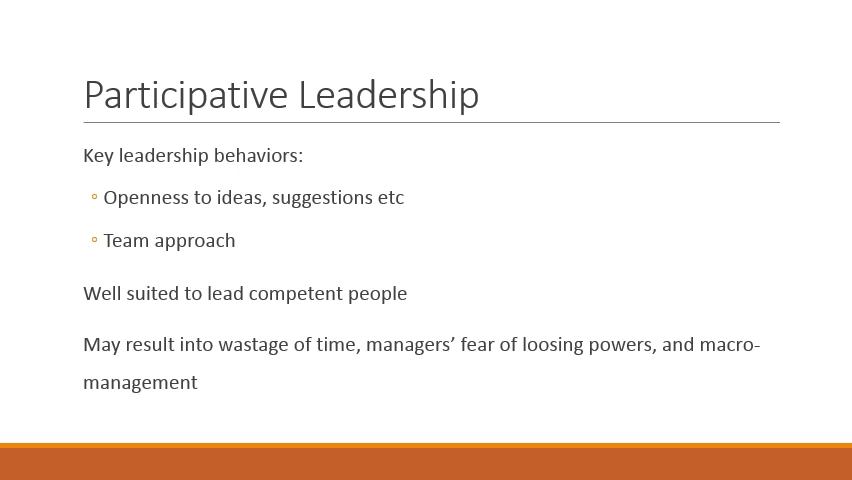 Participative Leadership
Key leadership behaviors:
◦ Openness to ideas, suggestions etc
◦ Team approach
Well suited to lead competent people
May result into wastage of time, managers’ fear of loosing powers, and macro-
management